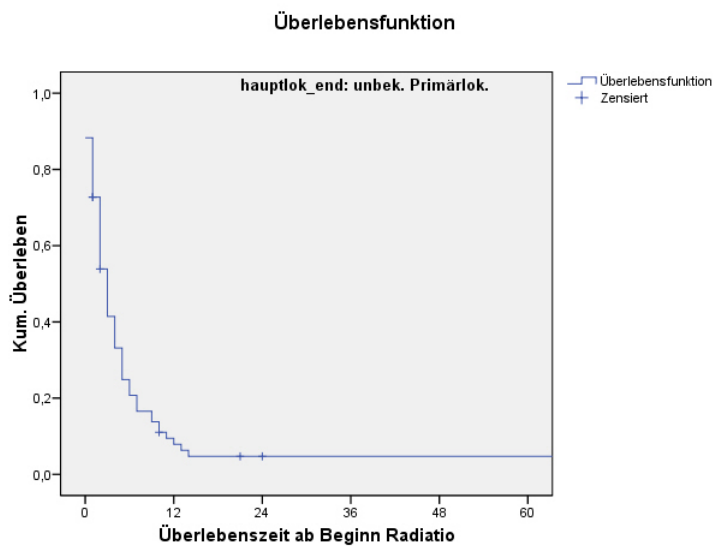 Überlebensfunktion
hauptlok_end: unbek. Primärlok.
Überlebensfunktion
Zensiert
Kum. Überleben
1,0
0,8
0,6
0,4
0,2
0,0
0 12 24 36 48 60
Überlebenszeit ab Beginn Radiatio